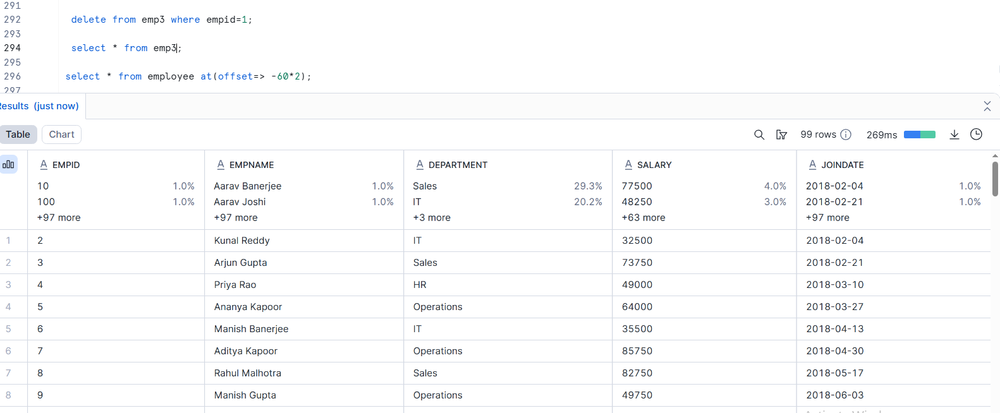 291
292 delete from emp3 where empid=1;
293
294 select * from emp3;
295
296 select * from employee at(offset=> -60*2);
297
Results (just now)
Table Chart 99 rows 269ms
A EMPID A EMPNAME A DEPARTMENT A SALARY A JOINDATE
10 1.0% Aarav Banerjee 1.0% Sales 29.3% 77500 4.0% 2018-02-04 1.0%
100 1.0% Aarav Joshi 1.0% IT 20.2% 48250 3.0% 2018-02-21 1.0%
+97 more +97 more +3 more +63 more +97 more
1 2 Kunal Reddy IT 32500 2018-02-04
2 3 Arjun Gupta Sales 73750 2018-02-21
3 4 Priya Rao HR 49000 2018-03-10
4 5 Ananya Kapoor Operations 64000 2018-03-27
5 6 Manish Banerjee IT 35500 2018-04-13
6 7 Aditya Kapoor Operations 85750 2018-04-30
7 8 Rahul Malhotra Sales 82750 2018-05-17
8 9 Manish Gupta Operations 49750 2018-06-03